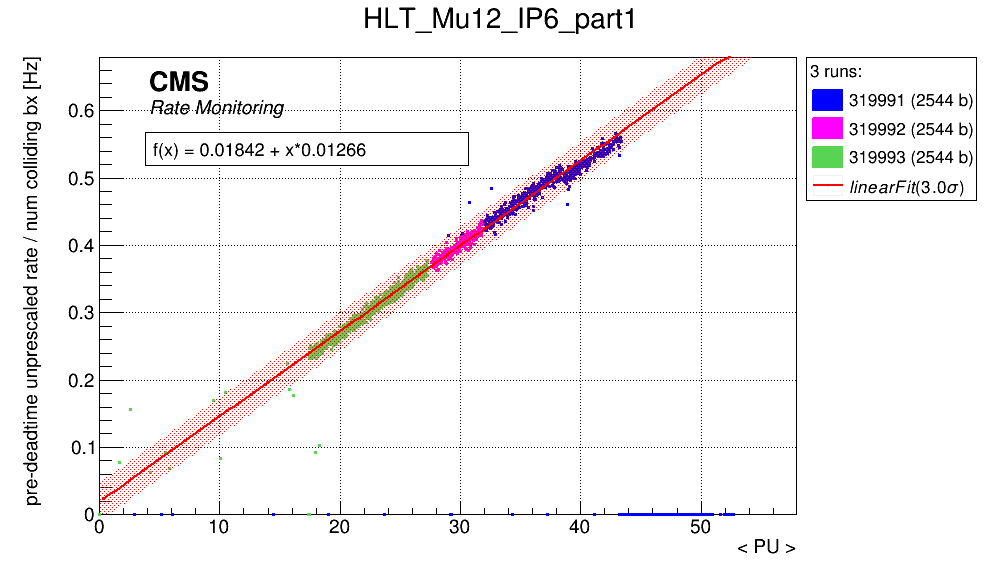 HLT_Mu12_IP6_part1
pre-deadtime unprescaled rate / num colliding bx [Hz]
CMS
Rate Monitoring
f(x) = 0.01842 + x*0.01266
0.6
0.5
0.4
0.3
0.2
0.1
0
0 10 20 30 40 50
< PU >
3 runs:
319991 (2544 b)
319992 (2544 b)
319993 (2544 b)
linearFit(3.0σ)